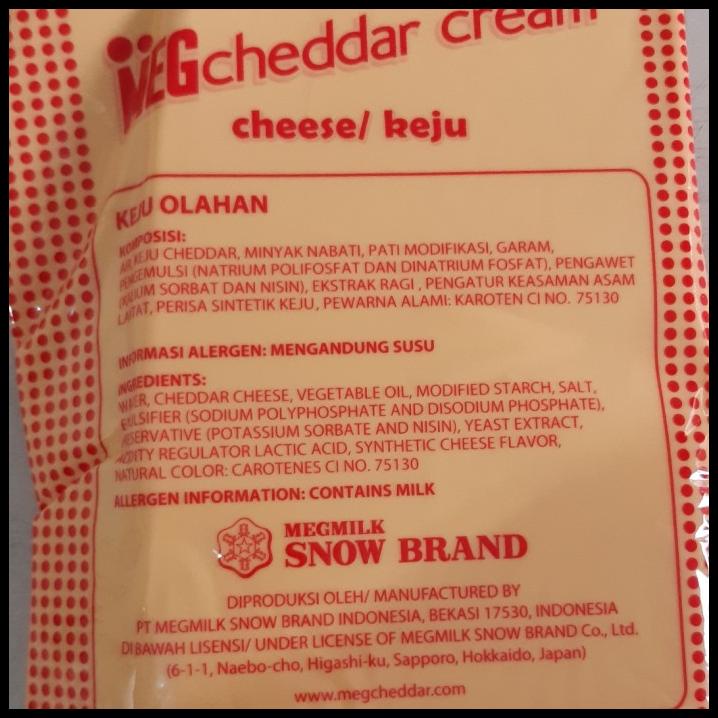 MEG cheddar cream
cheese/ keju
KEJU OLAHAN
KOMPOSISI:
AIR, KEJU CHEDDAR, MINYAK NABATI, PATI MODIFIKASI, GARAM,
PENGEMULSI (NATRIUM POLIFOSFAT DAN DINATRIUM FOSFAT), PENGAWET
(KALIUM SORBAT DAN NISIN), EKSTRAK RAGI , PENGATUR KEASAMAN ASAM
LAKTAT, PERISA SINTETIK KEJU, PEWARNA ALAMI: KAROTEN CI NO. 75130
INFORMASI ALERGEN: MENGANDUNG SUSU
INGREDIENTS:
WATER, CHEDDAR CHEESE, VEGETABLE OIL, MODIFIED STARCH, SALT,
EMULSIFIER (SODIUM POLYPHOSPHATE AND DISODIUM PHOSPHATE),
PRESERVATIVE (POTASSIUM SORBATE AND NISIN), YEAST EXTRACT,
ACIDITY REGULATOR LACTIC ACID, SYNTHETIC CHEESE FLAVOR,
NATURAL COLOR: CAROTENES CI NO. 75130
ALLERGEN INFORMATION: CONTAINS MILK
MEGMILK
SNOW BRAND
DIPRODUKSI OLEH/ MANUFACTURED BY
PT MEGMILK SNOW BRAND INDONESIA, BEKASI 17530, INDONESIA
DI BAWAH LISENSI/ UNDER LICENSE OF MEGMILK SNOW BRAND Co., Ltd.
(6-1-1, Naebo-cho, Higashi-ku, Sapporo, Hokkaido, Japan)
www.megcheddar.com